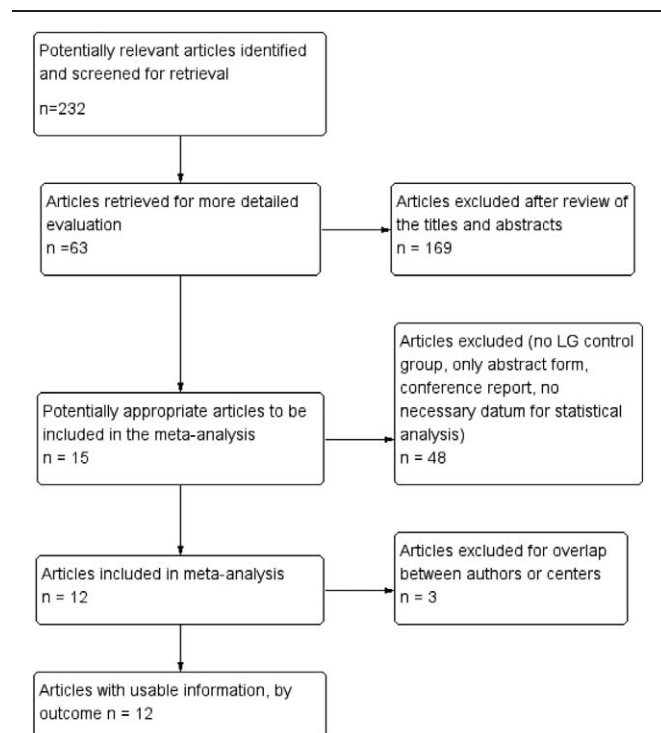 Potentially relevant articles identified
and screened for retrieval
n=232
Articles retrieved for more detailed
evaluation
n =63
Articles excluded after review of
the titles and abstracts
n = 169
Articles excluded (no LG control
group, only abstract form,
conference report, no
necessary datum for statistical
analysis)
n = 48
Potentially appropriate articles to be
included in the meta-analysis
n = 15
Articles excluded for overlap
between authors or centers
n = 3
Articles included in meta-analysis
n = 12
Articles with usable information, by
outcome n = 12